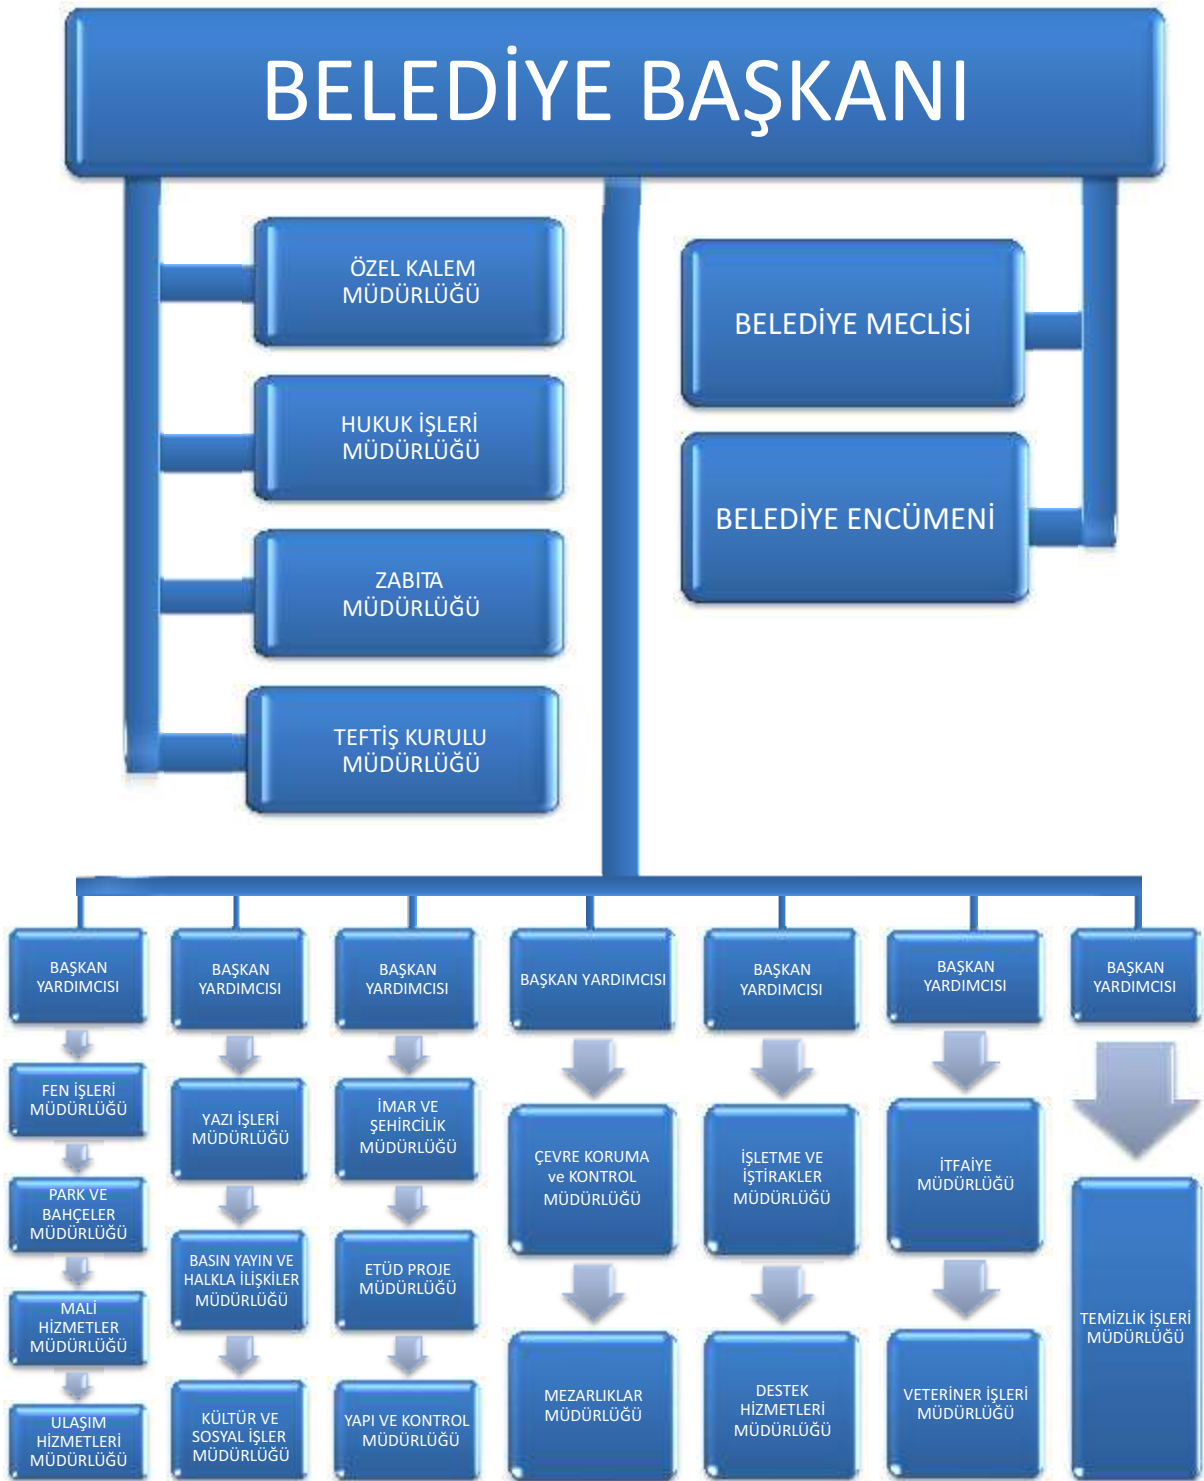 BELEDİYE BAŞKANI
ÖZEL KALEM
MÜDÜRLÜĞÜ
HUKUK İŞLERİ
MÜDÜRLÜĞÜ
ZABITA
MÜDÜRLÜĞÜ
TEFTİŞ KURULU
MÜDÜRLÜĞÜ
BELEDİYE MECLİSİ
BELEDİYE ENCÜMENİ
BAŞKAN
YARDIMCISI
FEN İŞLERİ
MÜDÜRLÜĞÜ
PARK VE
BAHÇELER
MÜDÜRLÜĞÜ
MALİ
HİZMETLER
MÜDÜRLÜĞÜ
ULAŞIM
HİZMETLERİ
MÜDÜRLÜĞÜ
BAŞKAN
YARDIMCISI
YAZI İŞLERİ
MÜDÜRLÜĞÜ
BASIN YAYIN VE
HALKLA İLİŞKİLER
MÜDÜRLÜĞÜ
KÜLTÜR VE
SOSYAL İŞLER
MÜDÜRLÜĞÜ
BAŞKAN
YARDIMCISI
İMAR VE
ŞEHİRCİLİK
MÜDÜRLÜĞÜ
ETÜD PROJE
MÜDÜRLÜĞÜ
YAPI VE KONTROL
MÜDÜRLÜĞÜ
BAŞKAN YARDIMCISI
ÇEVRE KORUMA
ve KONTROL
MÜDÜRLÜĞÜ
MEZARLIKLAR
MÜDÜRLÜĞÜ
BAŞKAN
YARDIMCISI
İŞLETME VE
İŞTİRAKLER
MÜDÜRLÜĞÜ
DESTEK
HİZMETLERİ
MÜDÜRLÜĞÜ
BAŞKAN
YARDIMCISI
İTFAİYE
MÜDÜRLÜĞÜ
VETERİNER İŞLERİ
MÜDÜRLÜĞÜ
BAŞKAN
YARDIMCISI
TEMİZLİK İŞLERİ
MÜDÜRLÜĞÜ